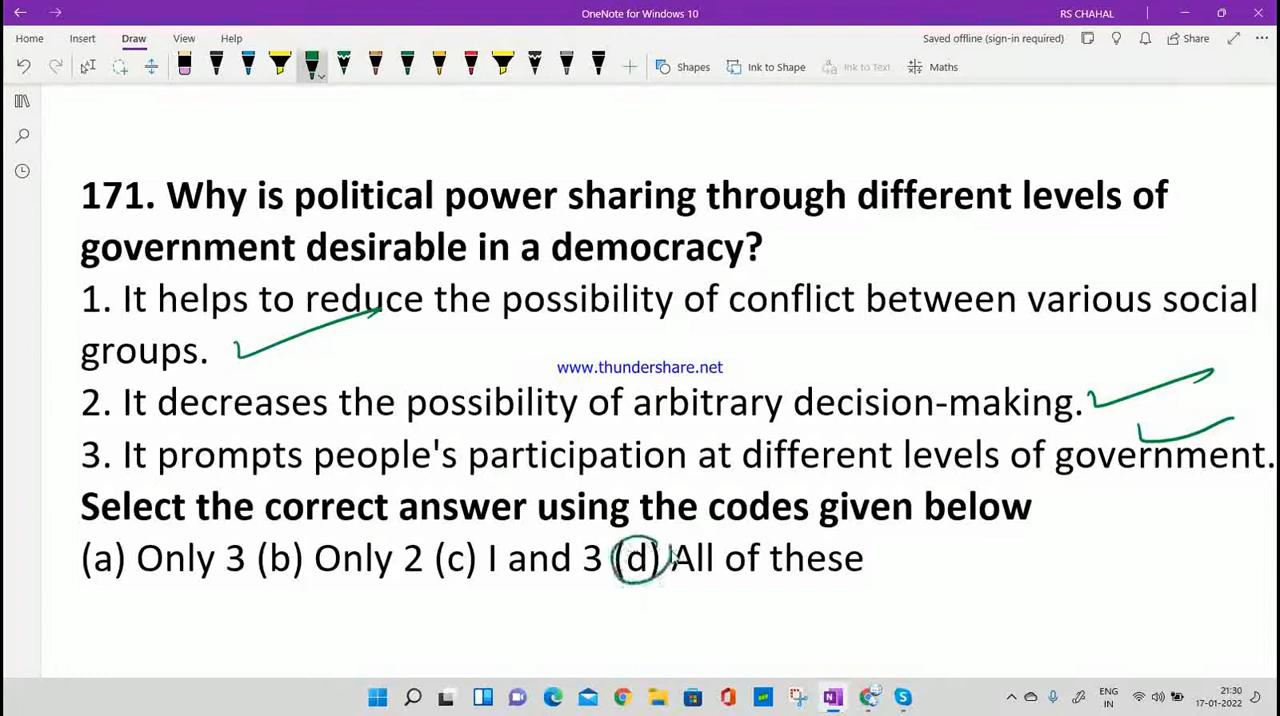 OneNote for Windows 10
RS CHAHAL
Home Insert Draw View Help
Saved offline (sign-in required)
Share
Shapes
Ink to Shape
Ink to Text
Maths
171. Why is political power sharing through different levels of
government desirable in a democracy?
1. It helps to reduce the possibility of conflict between various social
groups.
www.thundershare.net
2. It decreases the possibility of arbitrary decision-making.
3. It prompts people's participation at different levels of government.
Select the correct answer using the codes given below
(a) Only 3 (b) Only 2 (c) I and 3 (d) All of these
ENG
IN
21:30
17-01-2022